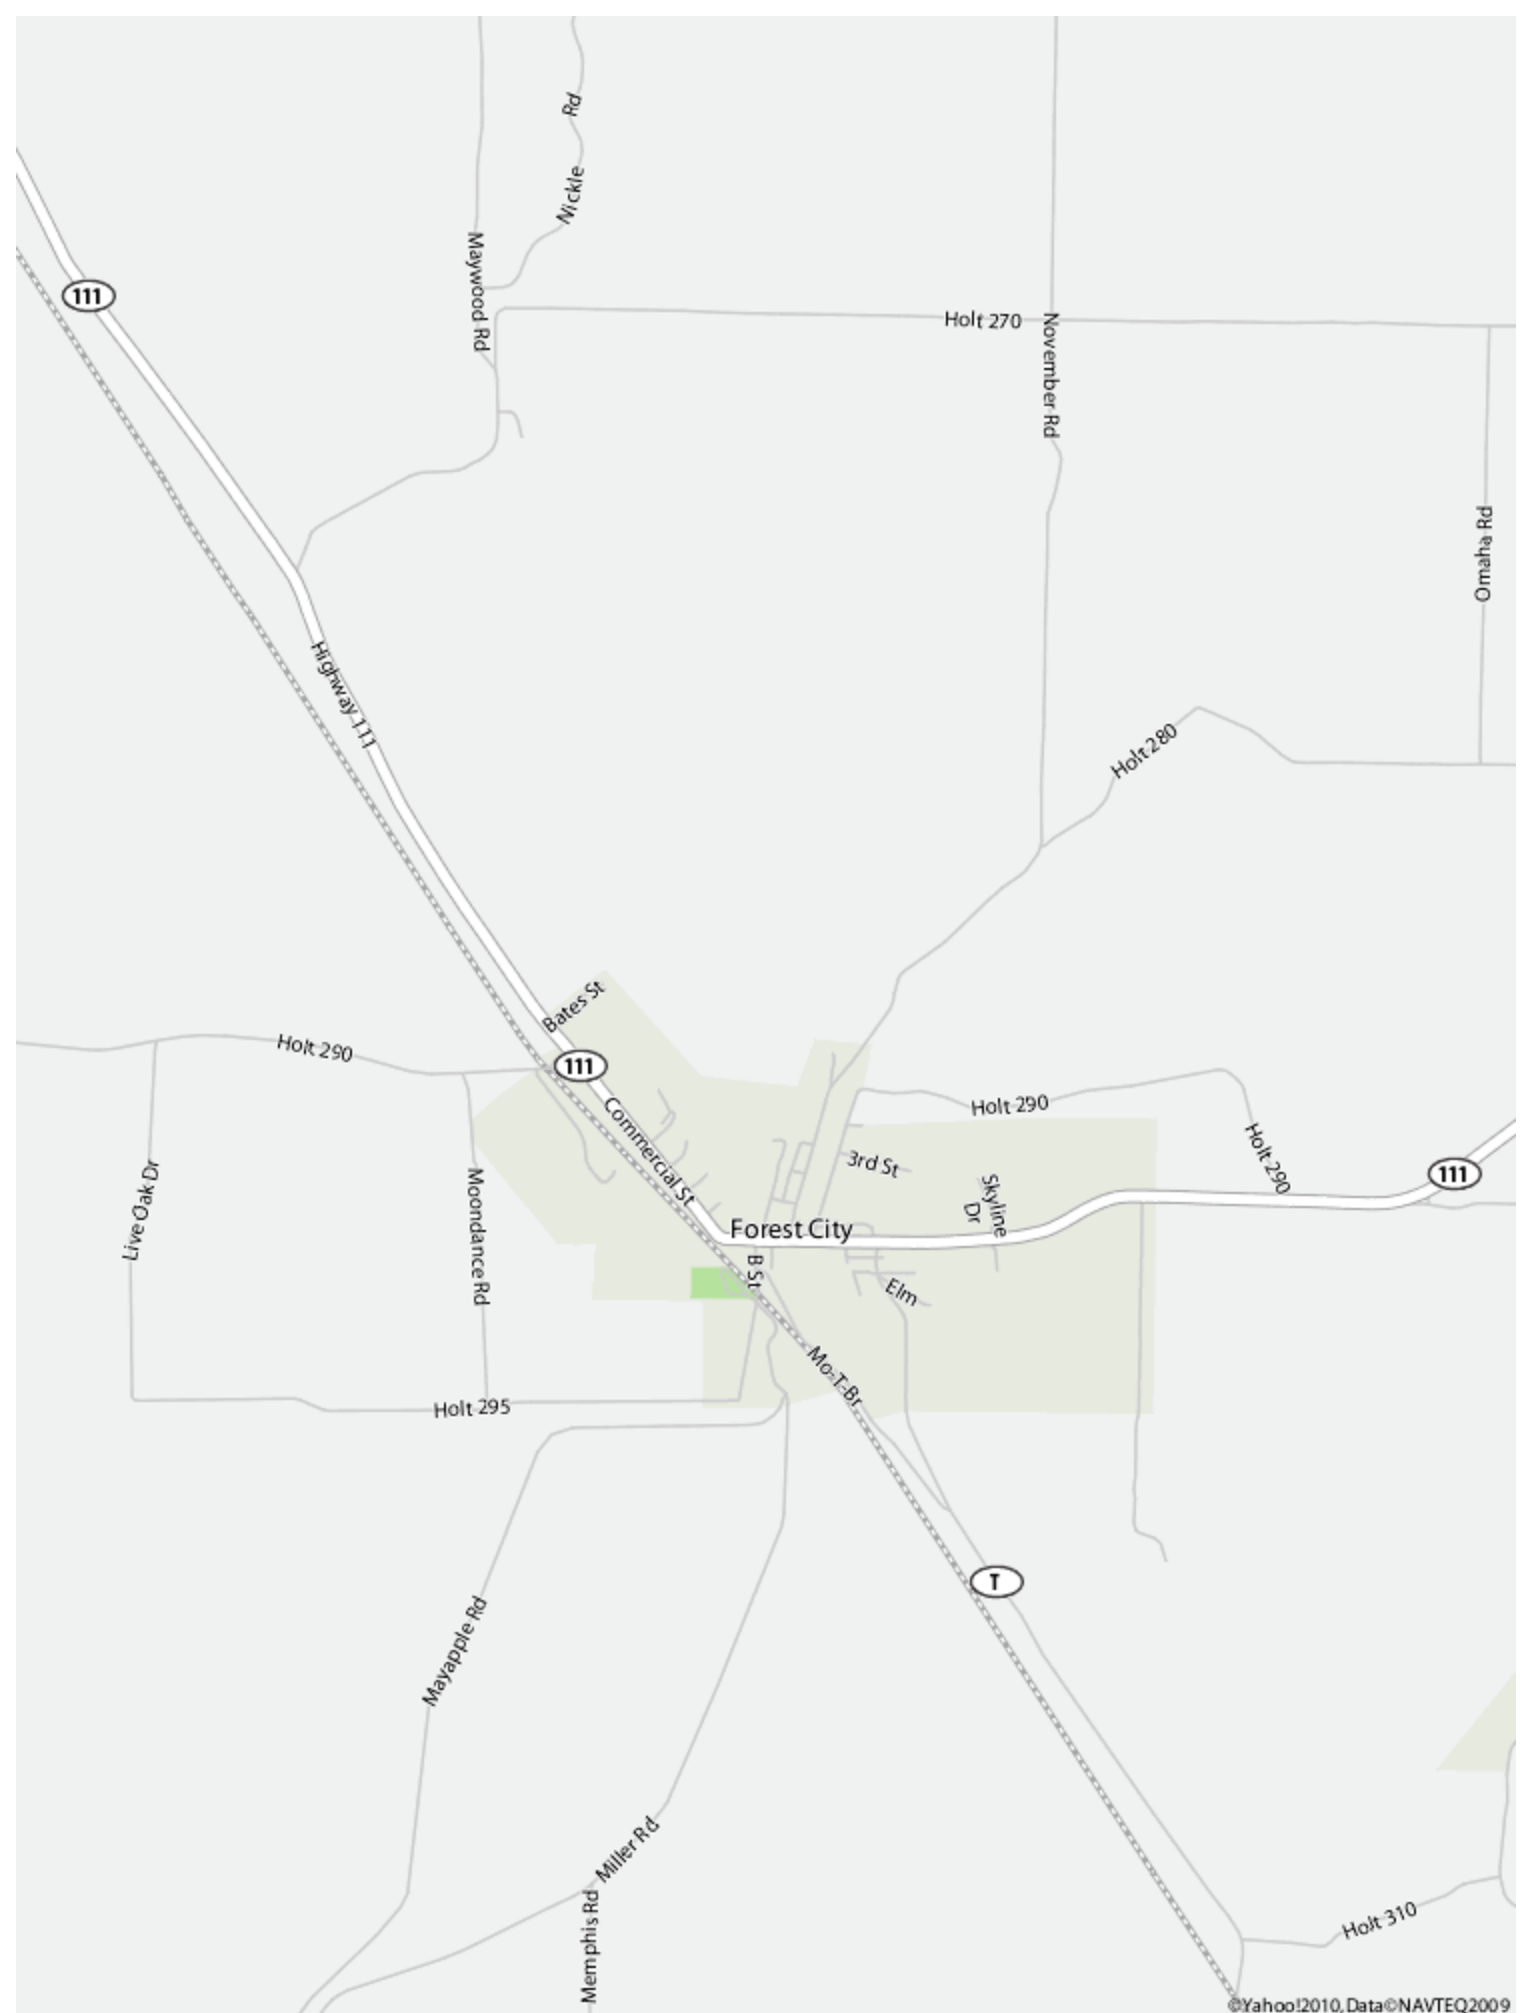 Rd
Nickle
Maywood Rd
111
Holt 270
November Rd
Omaha Rd
Highway 111
Holt 280
Bates St
Holt 290
111
Commercial St
Holt 290
Holt 290
3rd St
Live Oak Dr
Moondance Rd
Skyline
Dr
111
Forest City
B St
Elm
Mo-T-Br
Holt 295
T
Mayapple Rd
Miller Rd
Memphis Rd
Holt 310
©Yahoo!2010,Data©NAVTEQ2009